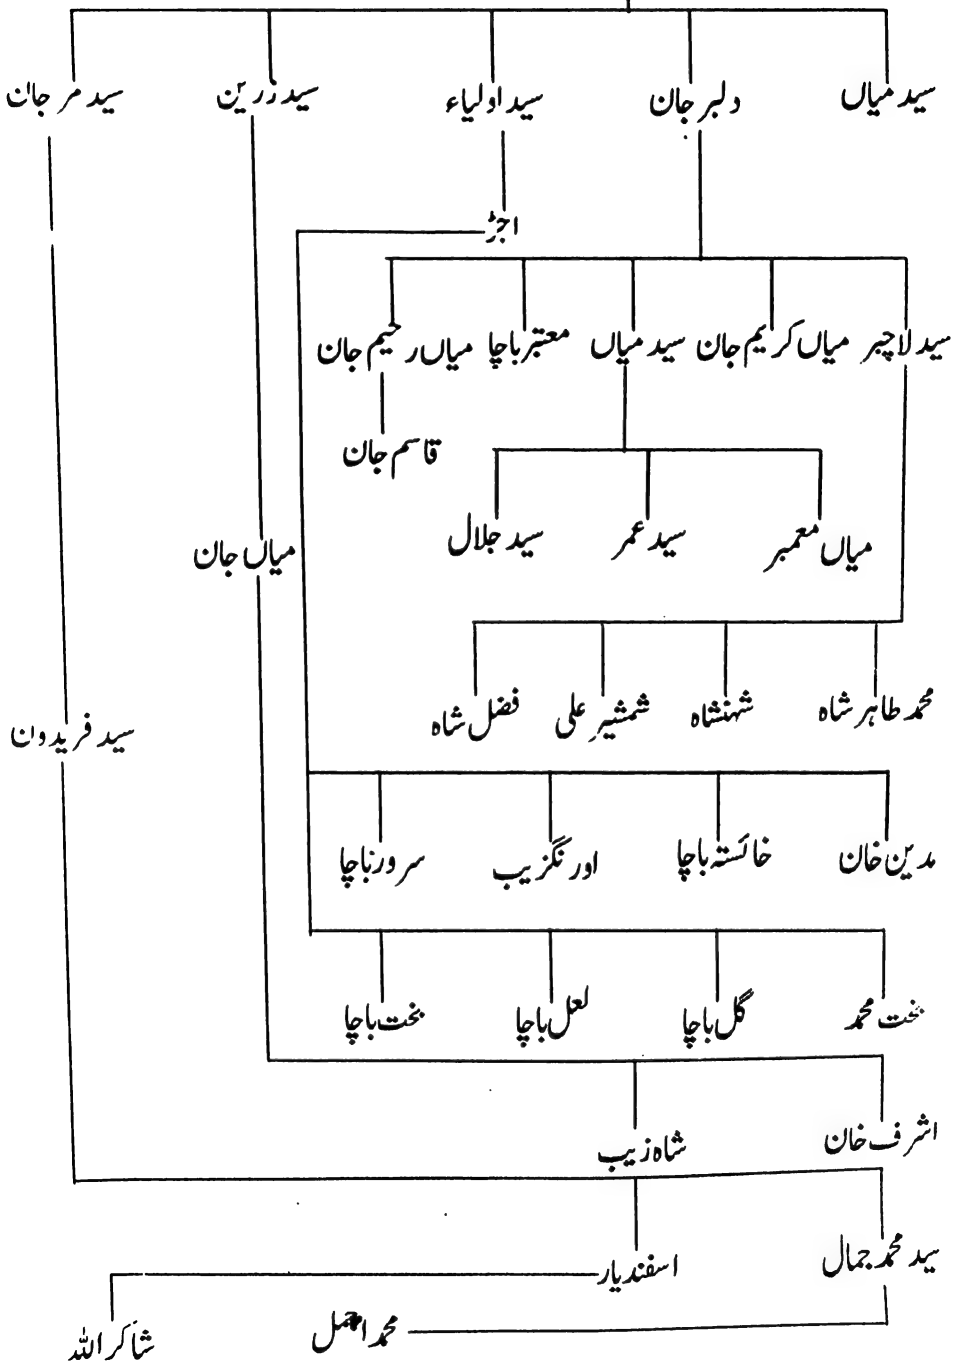 سید میاں دلبر جان سید اولیاء سید زرین سید مرجان
اجڑ
سید لاچبر میاں کریم جان سید میاں معتبر باچا میاں رحیم جان
قاسم جان
میاں معمبر سید عمر سید جلال
میاں جان
محمد طاہر شاہ شہنشاہ شمشیر علی فضل شاہ
سید فریدون
مدین خان خائستہ باچا اورنگزیب سرور باچا
بخت محمد گل باچا لعل باچا بخت باچا
اشرف خان شاہ زیب
سید محمد جمال اسفندیار
محمد اجمل شاکر اللہ